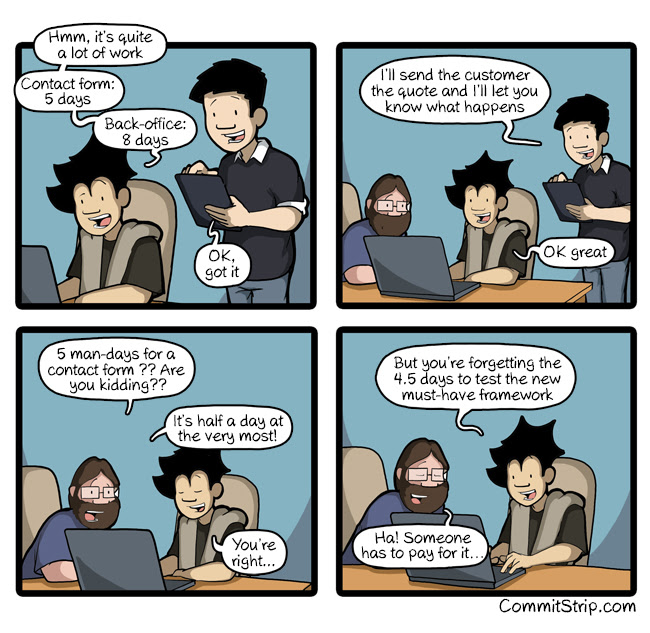 Hmm, it's quite
a lot of work
Contact form:
5 days
Back-office:
8 days
OK,
got it
I'll send the customer
the quote and I'll let you
know what happens
OK great
5 man-days for a
contact form ?? Are
you kidding??
It's half a day at
the very most!
You're
right...
But you're forgetting the
4.5 days to test the new
must-have framework
Ha! Someone
has to pay for it...
CommitStrip.com